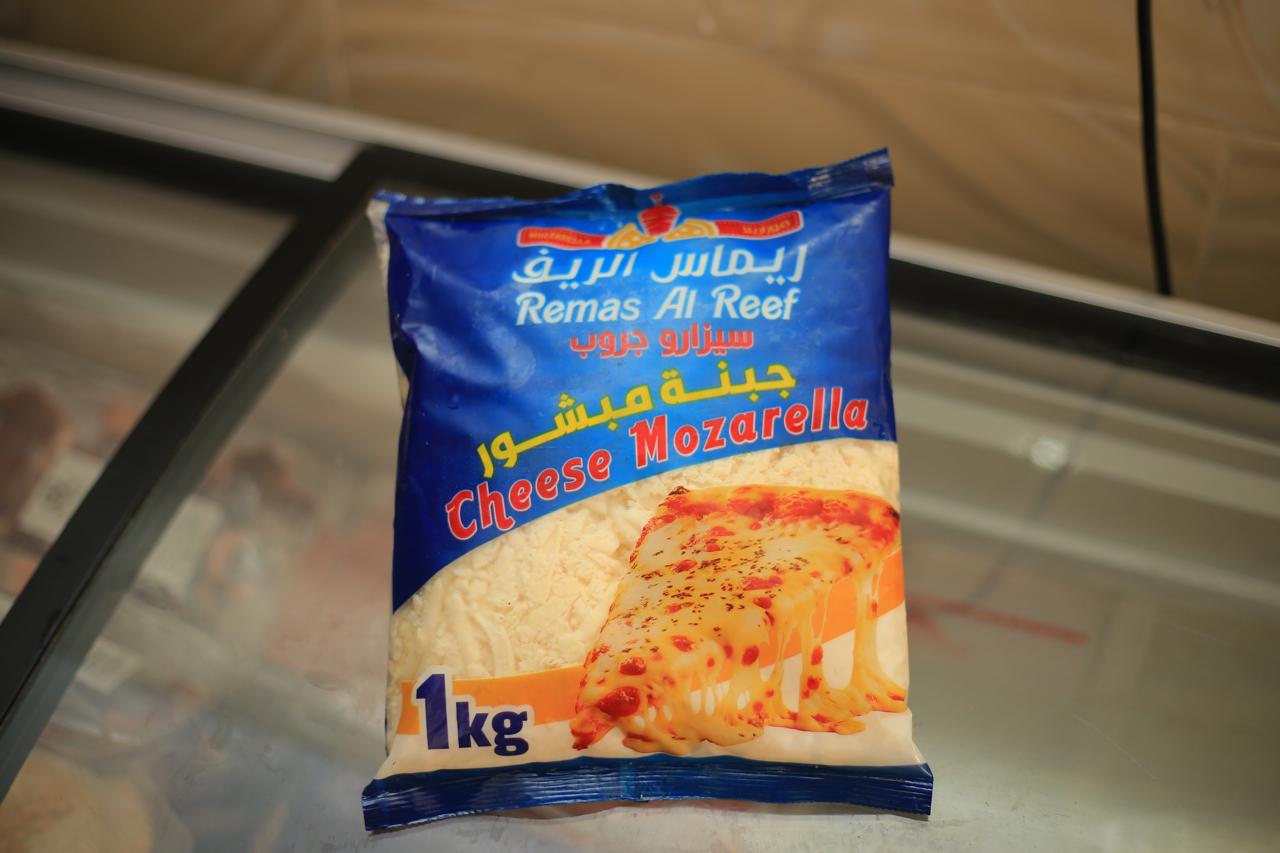 ريماس الريف
Remas Al Reef
سيزارو جروب
جبنة مبشور
Cheese Mozarella
1kg